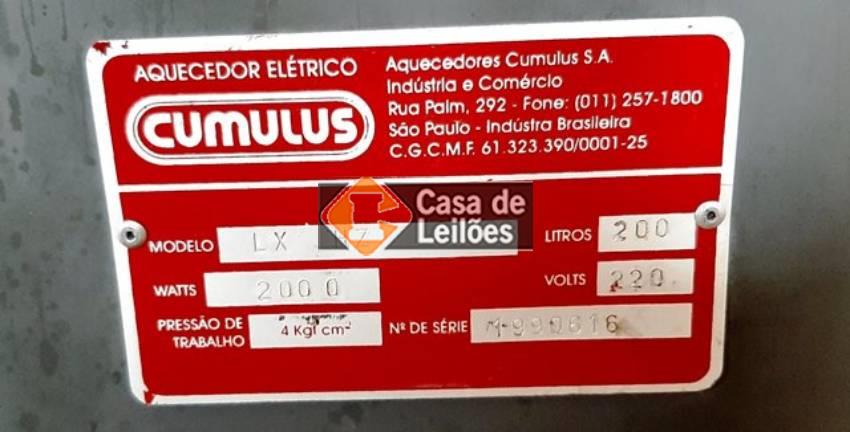 AQUECEDOR ELÉTRICO
CUMULUS
Aquecedores Cumulus S.A.
Indústria e Comércio
Rua Palm, 292 - Fone: (011) 257-1800
São Paulo - Indústra Brasileira
C.G.C.M.F. 61.323.390/0001-25
Casa de
Leilões
MODELO LX
LITROS 200
WATTS 2000
VOLTS 220
PRESSÃO DE
TRABALHO
4 Kgf cm²
Nº DE SÉRIE 1990616